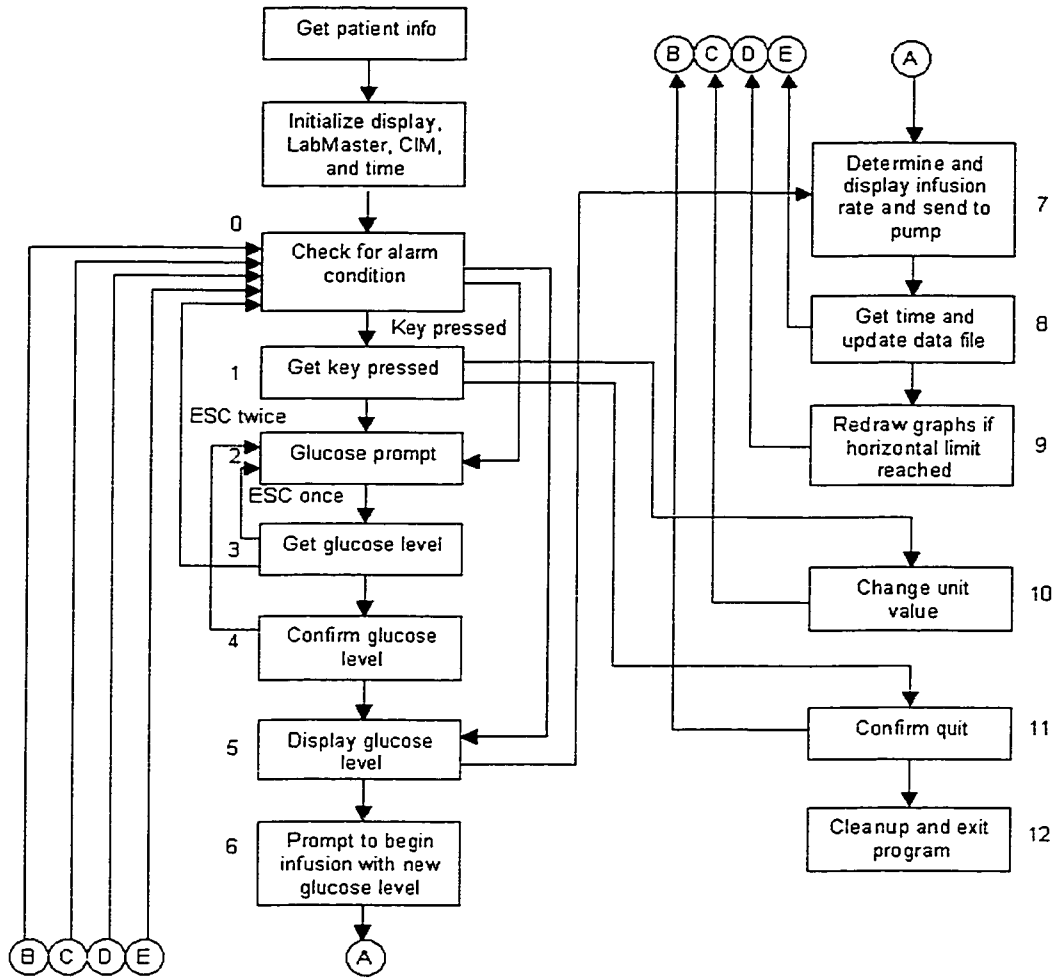 Get patient info
Initialize display,
LabMaster, CIM,
and time
0
Check for alarm
condition
Key pressed
1
Get key pressed
ESC twice
2
Glucose prompt
ESC once
3
Get glucose level
4
Confirm glucose
level
5
Display glucose
level
6
Prompt to begin
infusion with new
glucose level
B C D E
A
B C D E
A
Determine and
display infusion
rate and send to
pump
7
Get time and
update data file
8
Redraw graphs if
horizontal limit
reached
9
Change unit
value
10
Confirm quit
11
Cleanup and exit
program
12